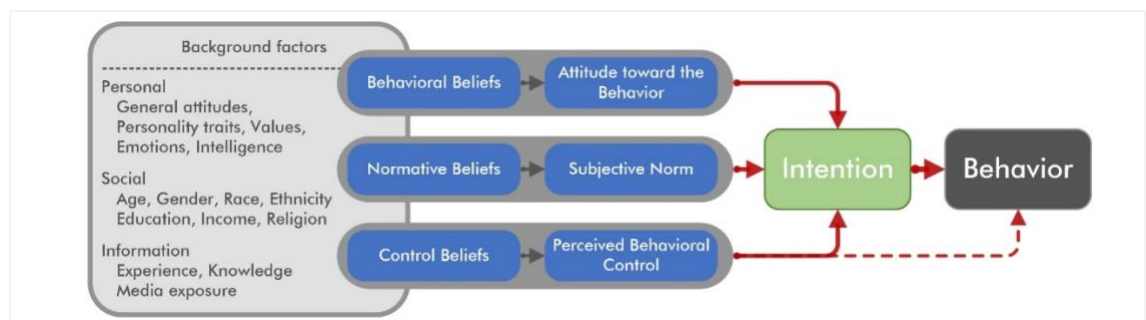 Background factors
Personal
General attitudes,
Personality traits, Values,
Emotions, Intelligence
Social
Age, Gender, Race, Ethnicity
Education, Income, Religion
Information
Experience, Knowledge
Media exposure
Behavioral Beliefs
Attitude toward the
Behavior
Normative Beliefs
Subjective Norm
Control Beliefs
Perceived Behavioral
Control
Intention
Behavior